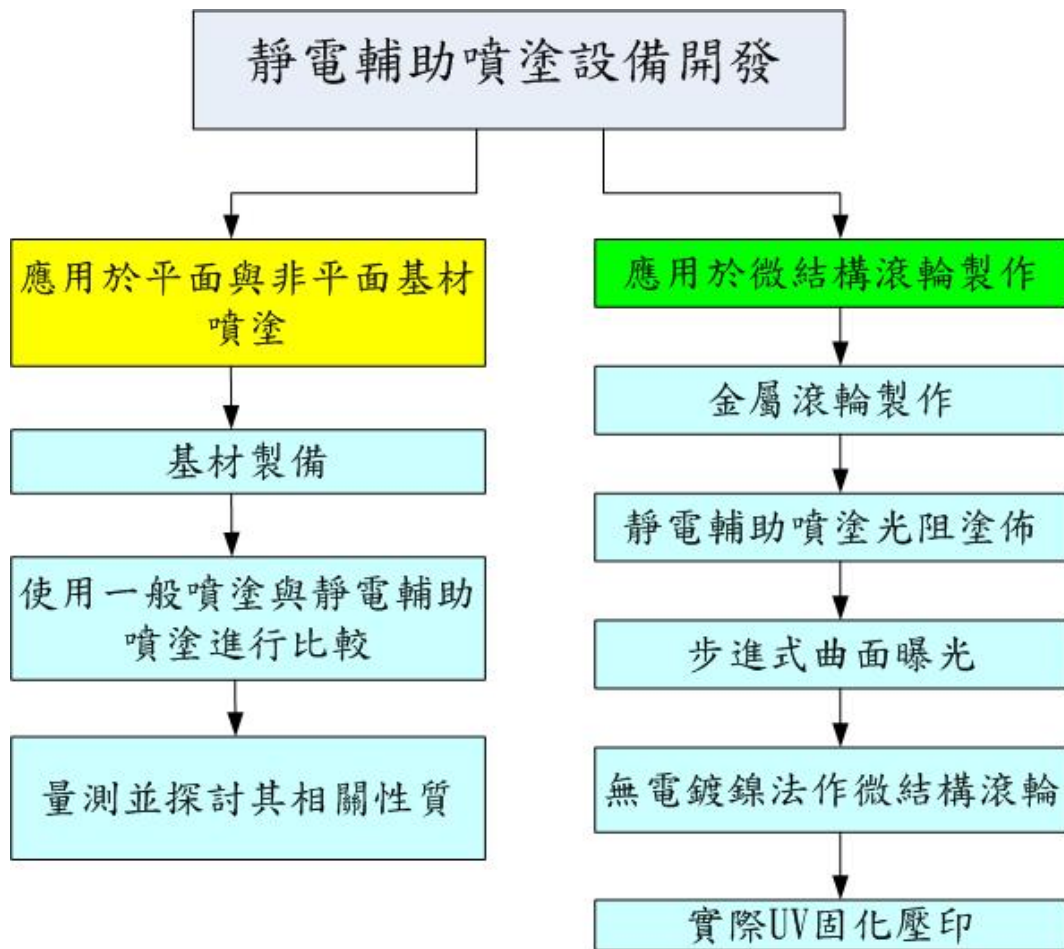 靜電輔助噴塗設備開發
應用於平面與非平面基材
噴塗
基材製備
使用一般噴塗與靜電輔助
噴塗進行比較
量測並探討其相關性質
應用於微結構滾輪製作
金屬滾輪製作
靜電輔助噴塗光阻塗佈
步進式曲面曝光
無電鍍鎳法作微結構滾輪
實際UV固化壓印